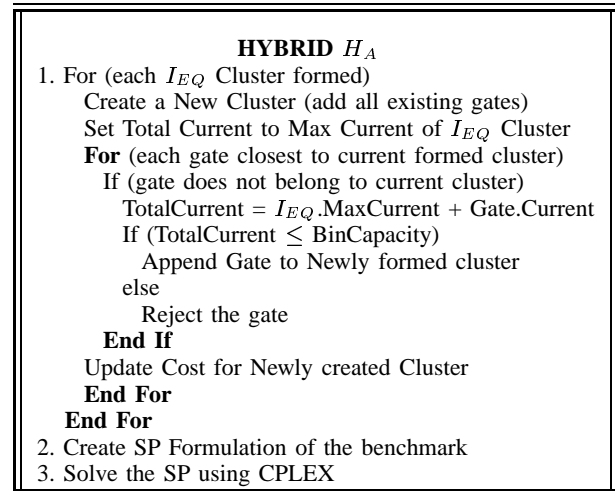 HYBRID H_A
1. For (each I_EQ Cluster formed)
Create a New Cluster (add all existing gates)
Set Total Current to Max Current of I_EQ Cluster
For (each gate closest to current formed cluster)
If (gate does not belong to current cluster)
TotalCurrent = I_EQ.MaxCurrent + Gate.Current
If (TotalCurrent ≤ BinCapacity)
Append Gate to Newly formed cluster
else
Reject the gate
End If
Update Cost for Newly created Cluster
End For
End For
2. Create SP Formulation of the benchmark
3. Solve the SP using CPLEX